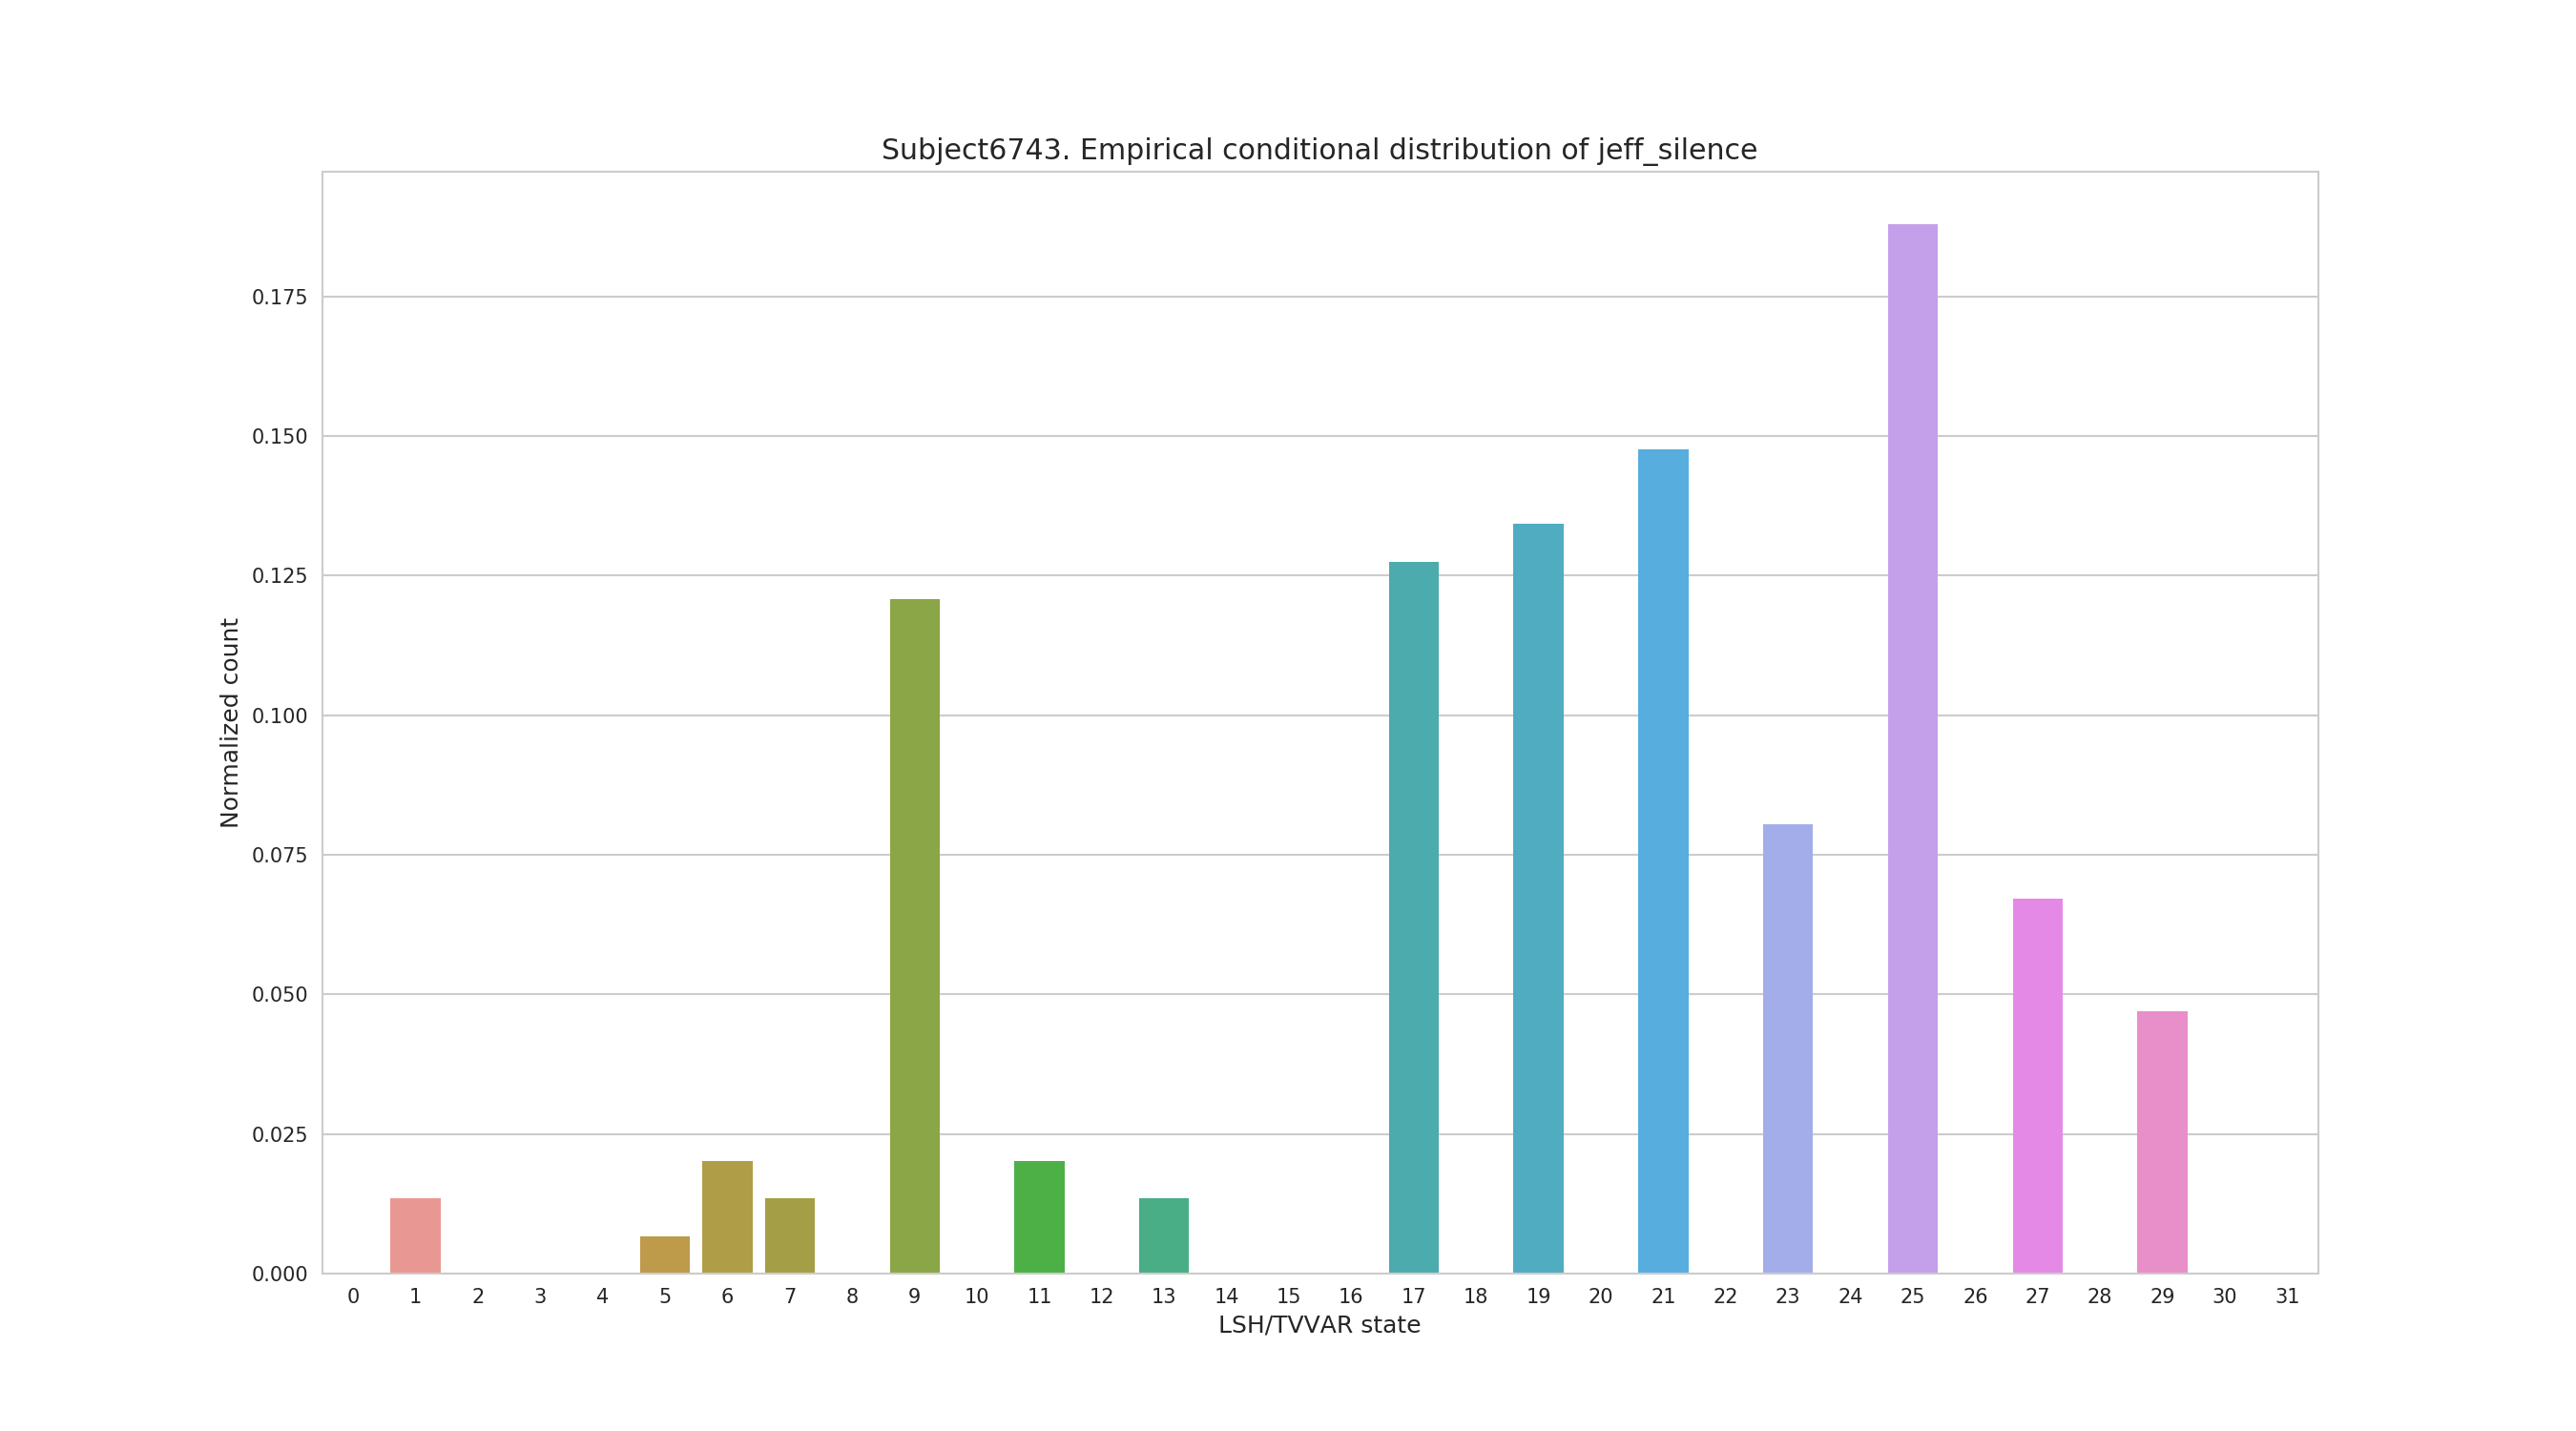 Subject6743. Empirical conditional distribution of jeff_silence
Normalized count
0.175
0.150
0.125
0.100
0.075
0.050
0.025
0.000
0 1 2 3 4 5 6 7 8 9 10 11 12 13 14 15 16 17 18 19 20 21 22 23 24 25 26 27 28 29 30 31
LSH/TVVAR state